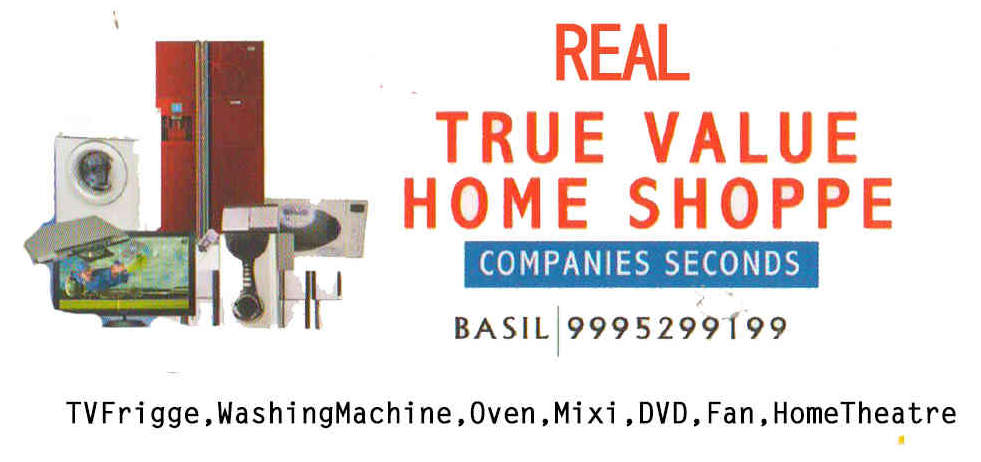 REAL
TRUE VALUE
HOME SHOPPE
COMPANIES SECONDS
BASIL 9995299199
TVFrigge,WashingMachine,Oven,Mixi,DVD,Fan,HomeTheatre